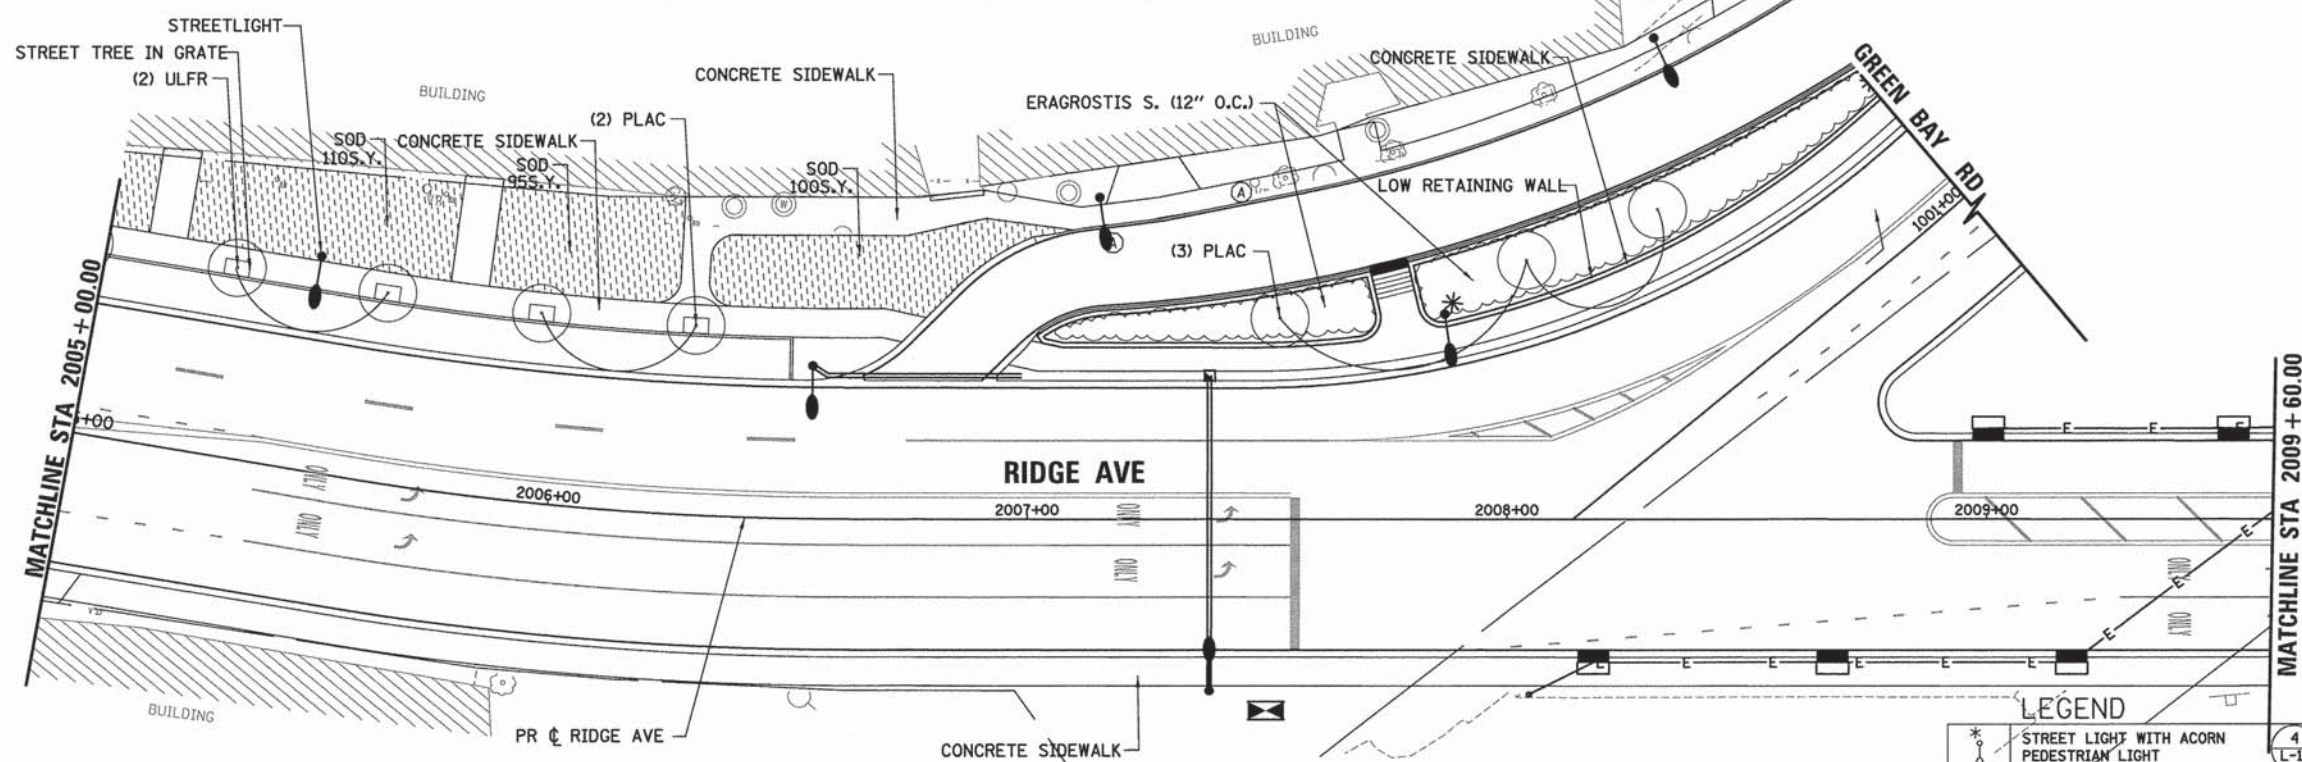 STREETLIGHT
STREET TREE IN GRATE
(2) ULFR
BUILDING
CONCRETE SIDEWALK
BUILDING
CONCRETE SIDEWALK
GREEN BAY RD
ERAGROSTIS S. (12" O.C.)
(2) PLAC
SOD
110S.Y.
CONCRETE SIDEWALK
SOD
95S.Y.
SOD
100S.Y.
W
A
LOW RETAINING WALL
1001+00
(3) PLAC
A
MATCHLINE STA 2005+00.00
+00
ONLY
ONLY
2006+00
RIDGE AVE
2007+00
ONLY
ONLY
2008+00
2009+00
E
E
E
E
E
E
ONLY
ONLY
MATCHLINE STA 2009+60.00
E
E
E
E
E
E
BUILDING
PR ℄ RIDGE AVE
CONCRETE SIDEWALK
LEGEND
STREET LIGHT WITH ACORN
PEDESTRIAN LIGHT
4
L-1